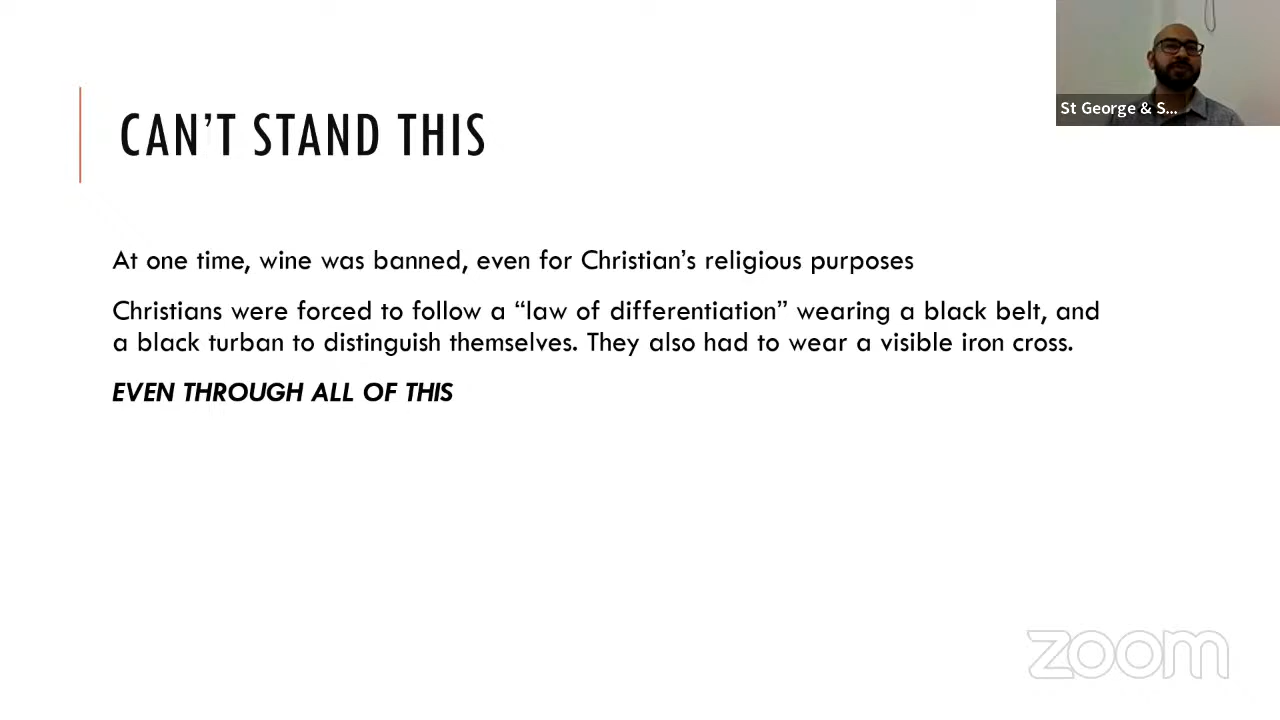 St George & S...
CAN'T STAND THIS
At one time, wine was banned, even for Christian's religious purposes
Christians were forced to follow a “law of differentiation” wearing a black belt, and
a black turban to distinguish themselves. They also had to wear a visible iron cross.
EVEN THROUGH ALL OF THIS
zoom